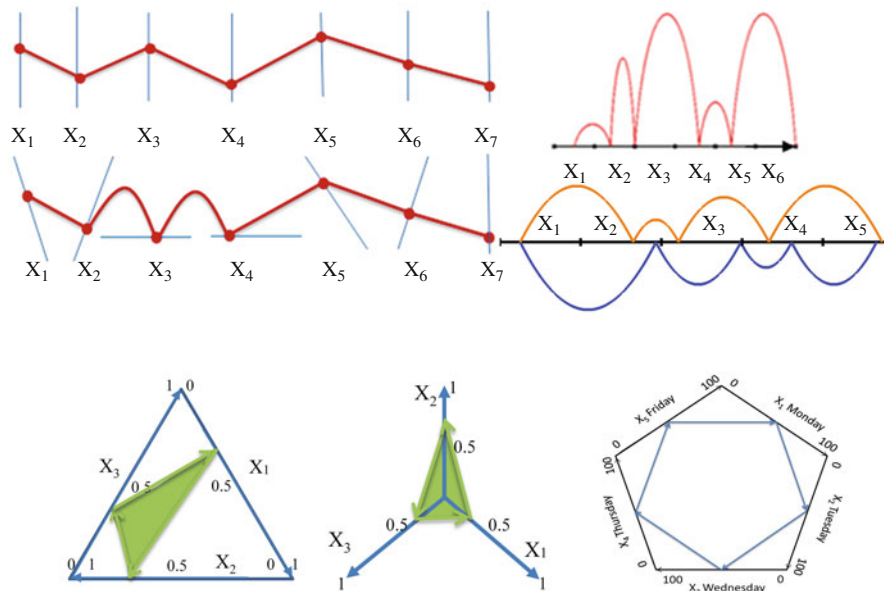 X1 X2 X3 X4 X5 X6 X7
X1 X2 X3 X4 X5 X6
X1 X2 X3 X4 X5 X6 X7
X1 X2 X3 X4 X5
1 0
X3 0.5 0.5 X1
0 1 0.5 X2 0 1
X2 1
0.5
0.5 0.5
X3 X1
1 1
100 0
X5 Friday X1 Monday
0 100
100 0
X4 Thursday X2 Tuesday
0 100
100 0
Wednesday